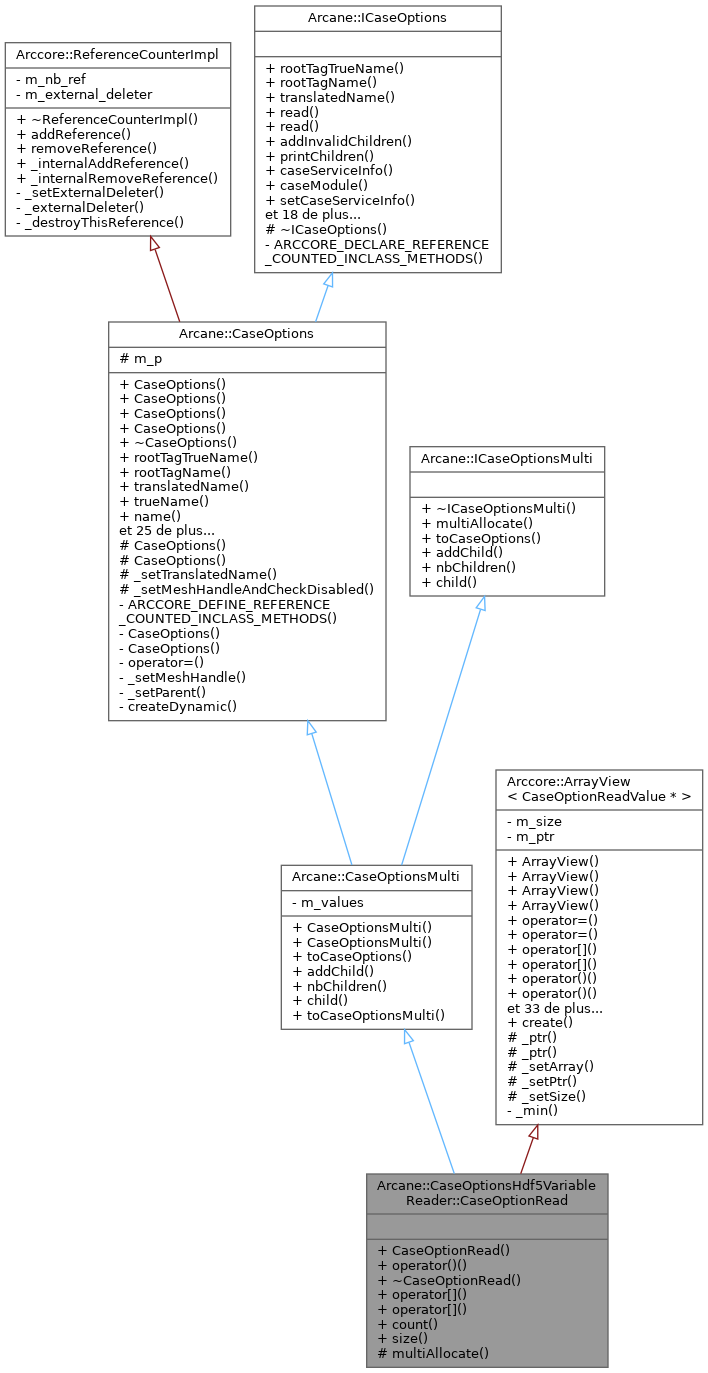 Arcane::ICaseOptions
+ rootTagTrueName()
+ rootTagName()
+ translatedName()
+ read()
+ read()
+ addInvalidChildren()
+ printChildren()
+ caseServiceInfo()
+ caseModule()
+ setCaseServiceInfo()
et 18 de plus...
# ~ICaseOptions()
- ARCCORE_DECLARE_REFERENCE
_COUNTED_INCLASS_METHODS()
Arccore::ReferenceCounterImpl
- m_nb_ref
- m_external_deleter
+ ~ReferenceCounterImpl()
+ addReference()
+ removeReference()
+ _internalAddReference()
+ _internalRemoveReference()
- _setExternalDeleter()
- _externalDeleter()
- _destroyThisReference()
Arcane::CaseOptions
# m_p
+ CaseOptions()
+ CaseOptions()
+ CaseOptions()
+ CaseOptions()
+ ~CaseOptions()
+ rootTagTrueName()
+ rootTagName()
+ translatedName()
+ trueName()
+ name()
et 25 de plus...
# CaseOptions()
# CaseOptions()
# _setTranslatedName()
# _setMeshHandleAndCheckDisabled()
- ARCCORE_DEFINE_REFERENCE
_COUNTED_INCLASS_METHODS()
- CaseOptions()
- CaseOptions()
- operator=()
- _setMeshHandle()
- _setParent()
- createDynamic()
Arcane::ICaseOptionsMulti
+ ~ICaseOptionsMulti()
+ multiAllocate()
+ toCaseOptions()
+ addChild()
+ nbChildren()
+ child()
Arccore::ArrayView
< CaseOptionReadValue * >
- m_size
- m_ptr
+ ArrayView()
+ ArrayView()
+ ArrayView()
+ ArrayView()
+ operator=()
+ operator=()
+ operator[]()
+ operator[]()
+ operator()()
+ operator()()
et 33 de plus...
+ create()
# _ptr()
# _ptr()
# _setArray()
# _setPtr()
# _setSize()
- _min()
Arcane::CaseOptionsMulti
- m_values
+ CaseOptionsMulti()
+ CaseOptionsMulti()
+ toCaseOptions()
+ addChild()
+ nbChildren()
+ child()
+ toCaseOptionsMulti()
Arcane::CaseOptionsHdf5Variable
Reader::CaseOptionRead
+ CaseOptionRead()
+ operator()()
+ ~CaseOptionRead()
+ operator[]()
+ operator[]()
+ count()
+ size()
# multiAllocate()